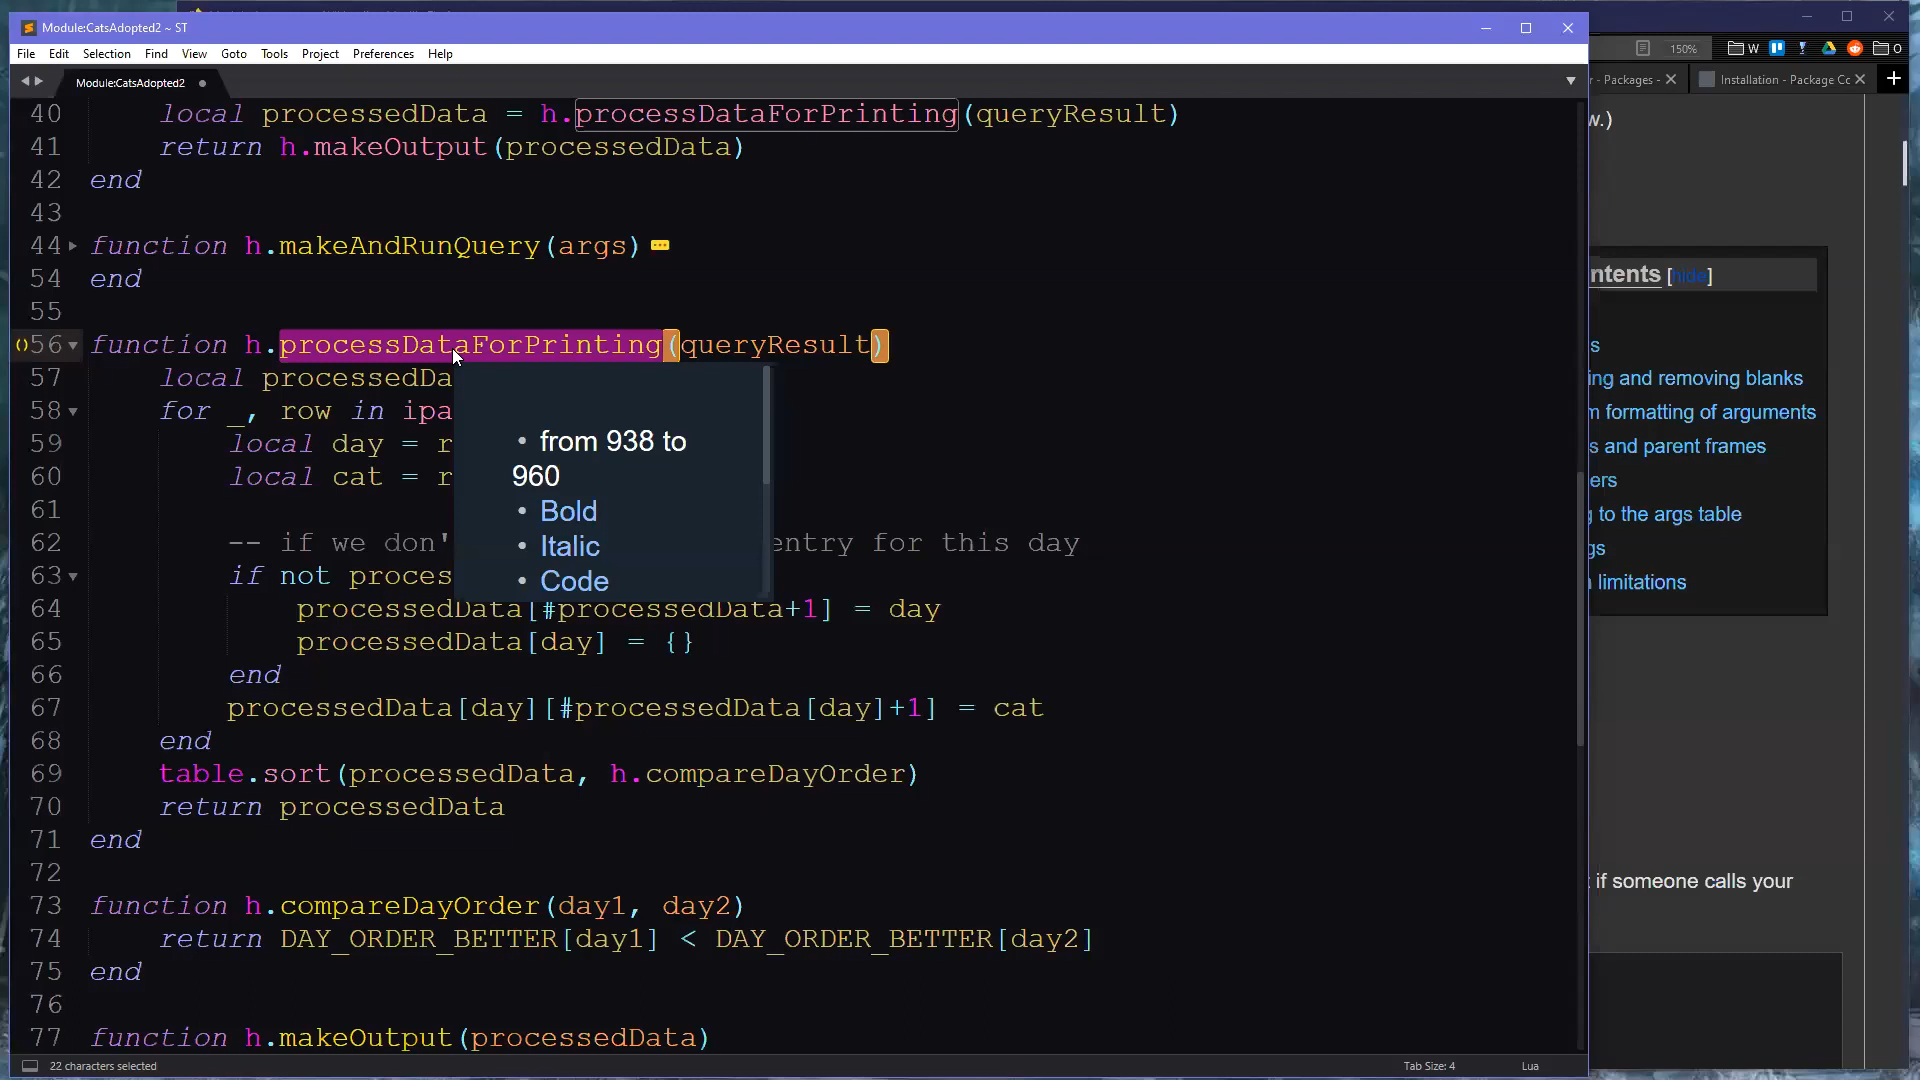 Module:CatsAdopted2 ~ ST
File Edit Selection Find View Goto Tools Project Preferences Help
150% W O
Module:CatsAdopted2
r - Packages -
Installation - Package Cc
40 local processedData = h.processDataForPrinting(queryResult)
41 return h.makeOutput(processedData)
42 end
43
44 function h.makeAndRunQuery(args)
54 end
55
56 function h.processDataForPrinting(queryResult)
57 local processedDa
58 for _, row in ipa
59 local day = r
60 local cat = r
61
62 -- if we don' entry for this day
63 if not proces
64 processedData[#processedData+1] = day
65 processedData[day] = {}
66 end
67 processedData[day][#processedData[day]+1] = cat
68 end
69 table.sort(processedData, h.compareDayOrder)
70 return processedData
71 end
72
73 function h.compareDayOrder(day1, day2)
74 return DAY_ORDER_BETTER[day1] < DAY_ORDER_BETTER[day2]
75 end
76
77 function h.makeOutput(processedData)
• from 938 to
960
• Bold
• Italic
• Code
w.)
ntents [hide]
s
ing and removing blanks
n formatting of arguments
s and parent frames
ers
g to the args table
gs
limitations
if someone calls your
22 characters selected
Tab Size: 4
Lua